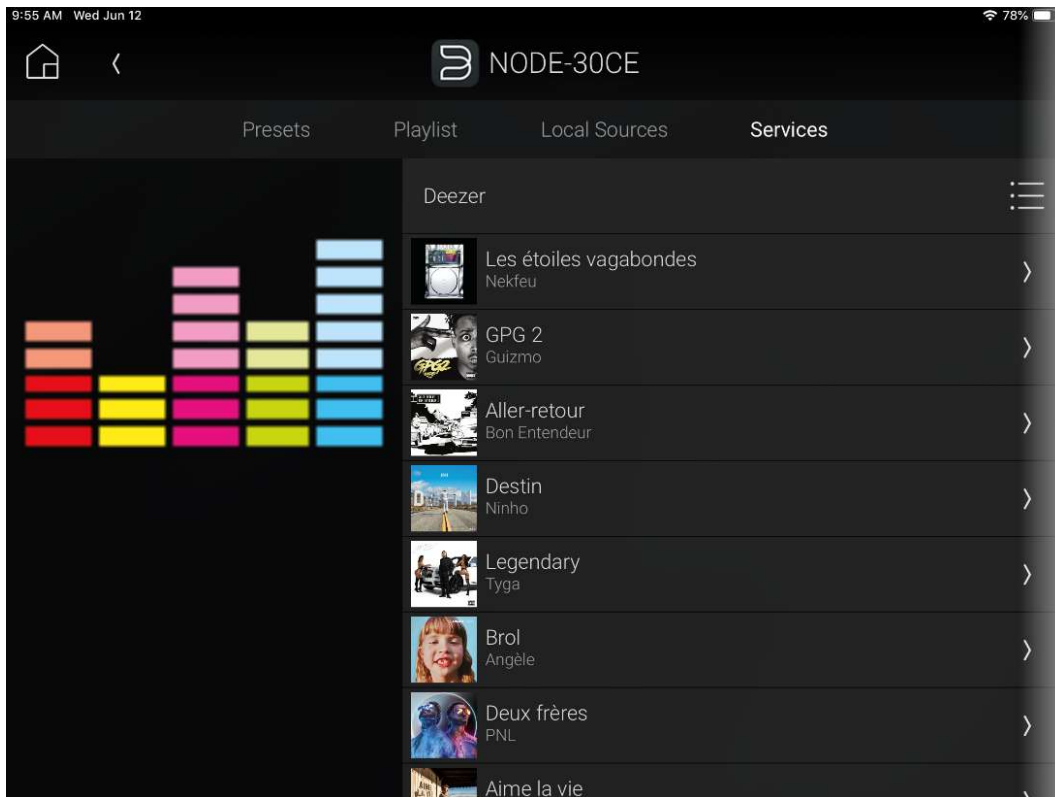 9:55 AM Wed Jun 12
78%
NODE-30CE
Presets Playlist Local Sources Services
Deezer
Les étoiles vagabondes
Nekfeu
GPG 2
Guizmo
Aller-retour
Bon Entendeur
Destin
Ninho
Legendary
Tyga
Brol
Angèle
Deux frères
PNL
Aime la vie